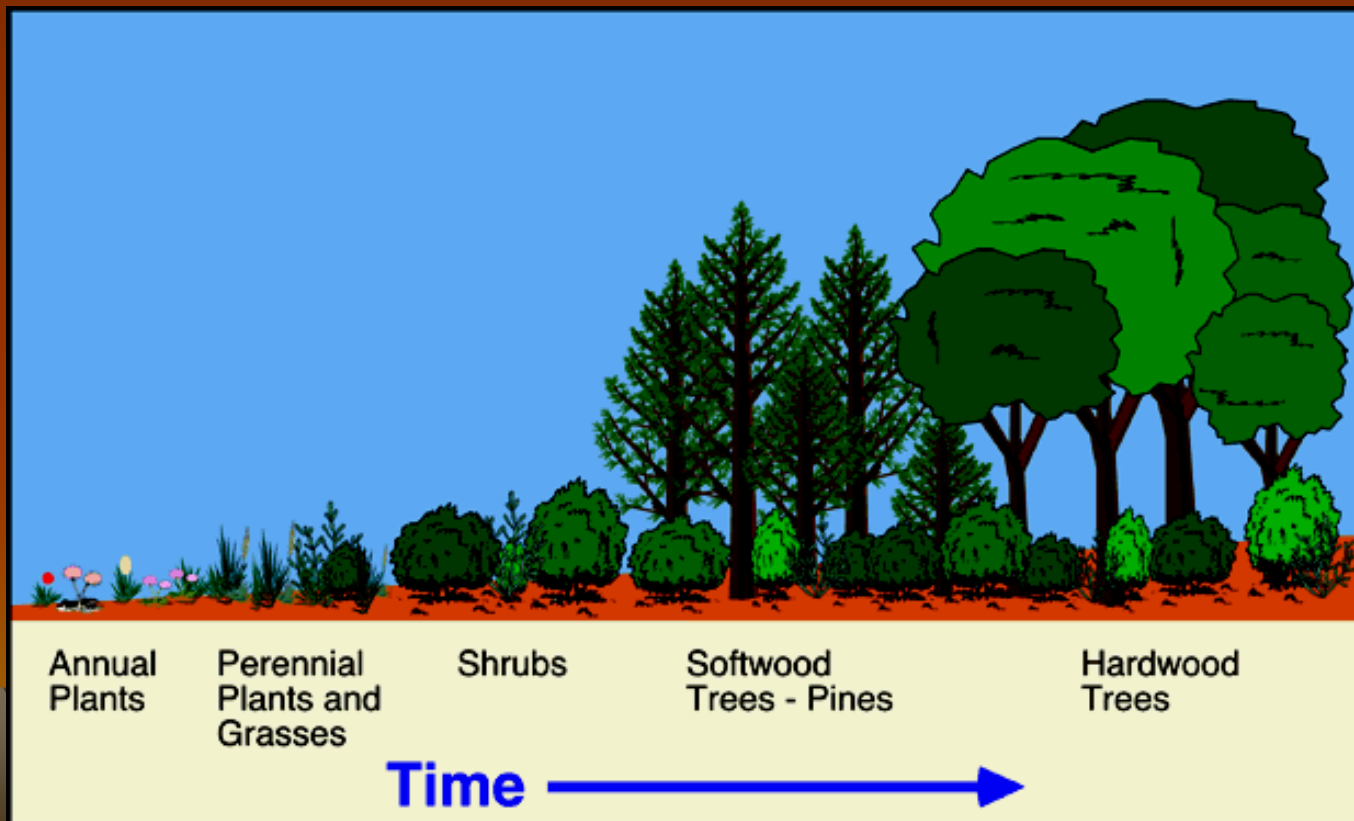 Annual
Plants
Perennial
Plants and
Grasses
Shrubs
Softwood
Trees - Pines
Hardwood
Trees
Time